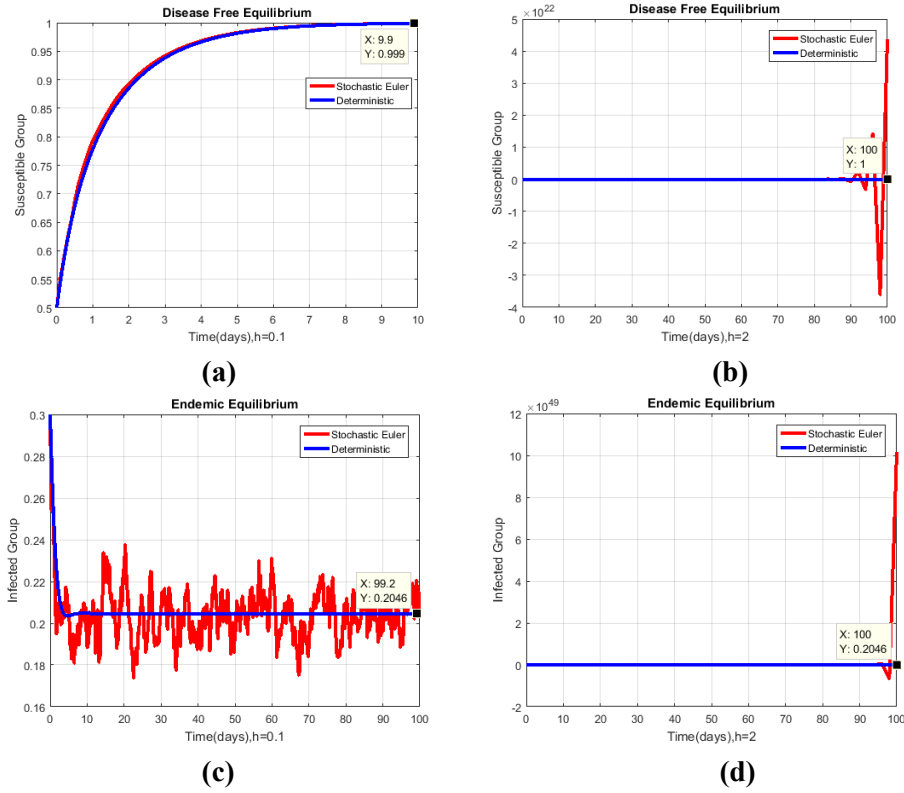 Disease Free Equilibrium
1
0.95
0.9
0.85
0.8
0.75
0.7
0.65
0.6
0.55
0.5
Susceptible Group
X: 9.9
Y: 0.999
Stochastic Euler
Deterministic
0 1 2 3 4 5 6 7 8 9 10
Time(days),h=0.1
(a)
Disease Free Equilibrium
×10^22
5
4
3
2
1
0
-1
-2
-3
-4
Susceptible Group
Stochastic Euler
Deterministic
X: 100
Y: 1
0 10 20 30 40 50 60 70 80 90 100
Time(days),h=2
(b)
Endemic Equilibrium
0.3
0.28
0.26
0.24
0.22
0.2
0.18
0.16
Infected Group
Stochastic Euler
Deterministic
X: 99.2
Y: 0.2046
0 10 20 30 40 50 60 70 80 90 100
Time(days),h=0.1
(c)
Endemic Equilibrium
×10^49
12
10
8
6
4
2
0
-2
Infected Group
Stochastic Euler
Deterministic
X: 100
Y: 0.2046
0 10 20 30 40 50 60 70 80 90 100
Time(days),h=2
(d)